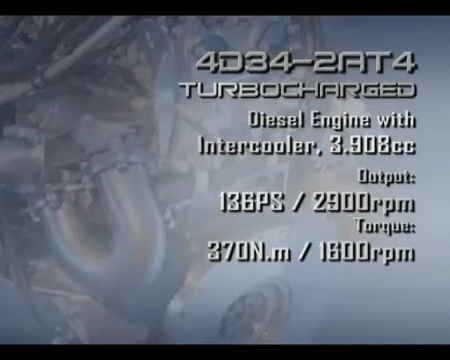 4D34-2AT4
TURBOCHARGED
Diesel Engine with
Intercooler, 3.908cc
Output:
136PS / 2900rpm
Torque:
370N.m / 1600rpm